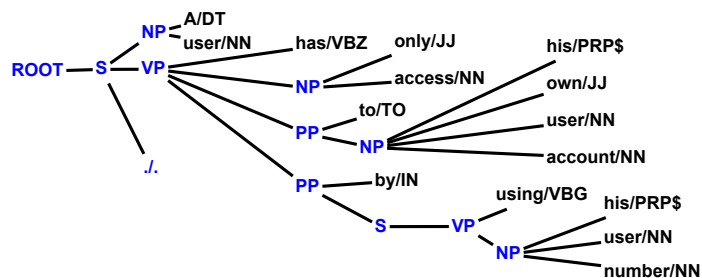 A/DT
NP
user/NN
has/VBZ
only/JJ
his/PRP$
ROOT S VP
access/NN
own/JJ
NP
to/TO
user/NN
PP
NP
account/NN
./.
PP by/IN
using/VBG
his/PRP$
S VP
user/NN
NP
number/NN